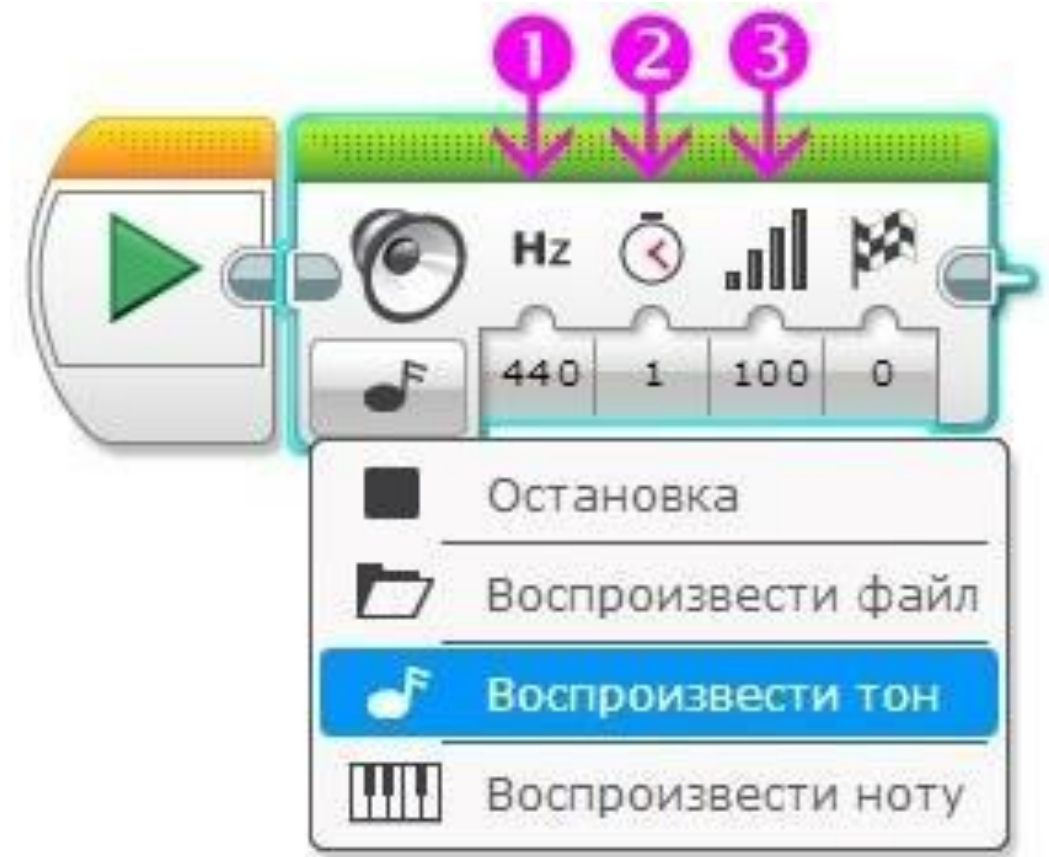 1 2 3
Hz
440 1 100 0
Остановка
Воспроизвести файл
Воспроизвести тон
Воспроизвести ноту